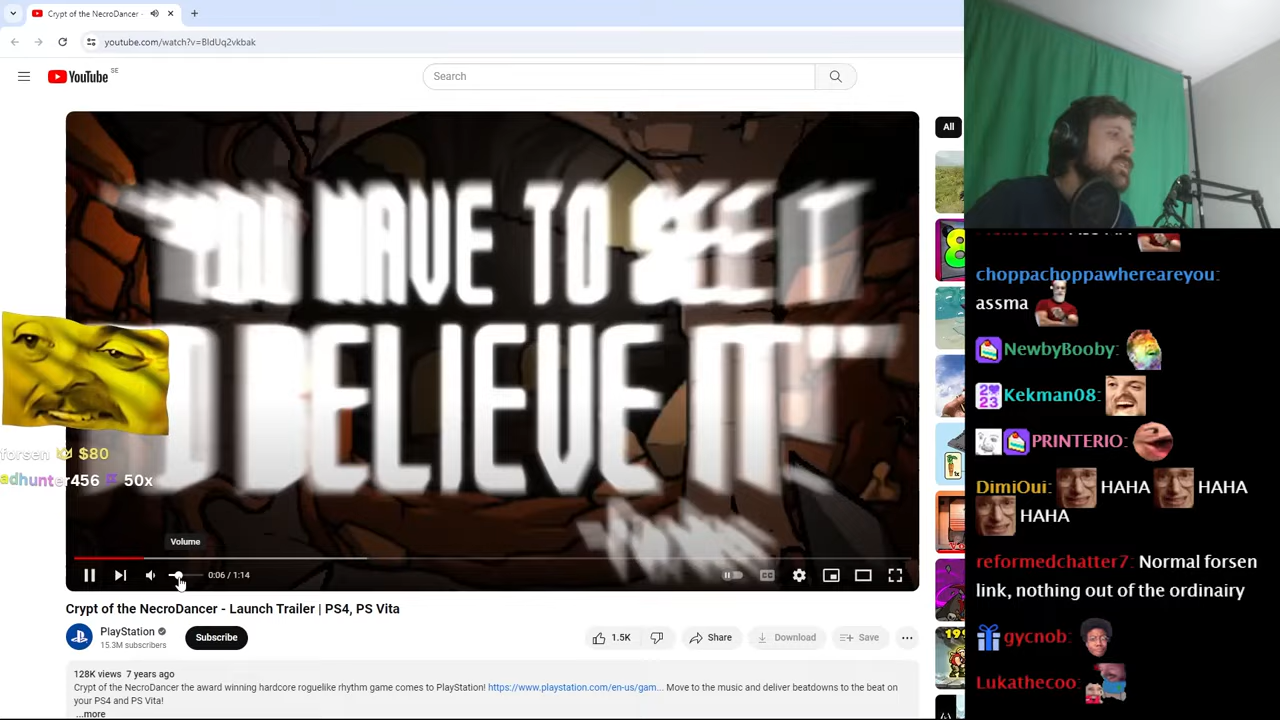 Crypt of the NecroDancer -
youtube.com/watch?v=BldUq2vkbak
YouTube SE
Search
All
YOU HAVE TO SEE IT
TO BELIEVE IT"
forsen $80
adhunter456 50x
Volume
0:06 / 1:14
CC
Crypt of the NecroDancer - Launch Trailer | PS4, PS Vita
PlayStation
15.3M subscribers
Subscribe
1.5K
Share
Download
Save
128K views 7 years ago
Crypt of the NecroDancer the award winning hardcore roguelike rhythm game comes to PlayStation! https://www.playstation.com/en-us/gam... Move to the music and deliver beatdowns to the beat on
your PS4 and PS Vita!
...more
choppachoppawhereareyou:
assma
NewbyBooby:
2023 Kekman08:
PRINTERIO:
DimiOui: HAHA HAHA
HAHA
reformedchatter7: Normal forsen
link, nothing out of the ordinairy
gycnob:
Lukathecoo: